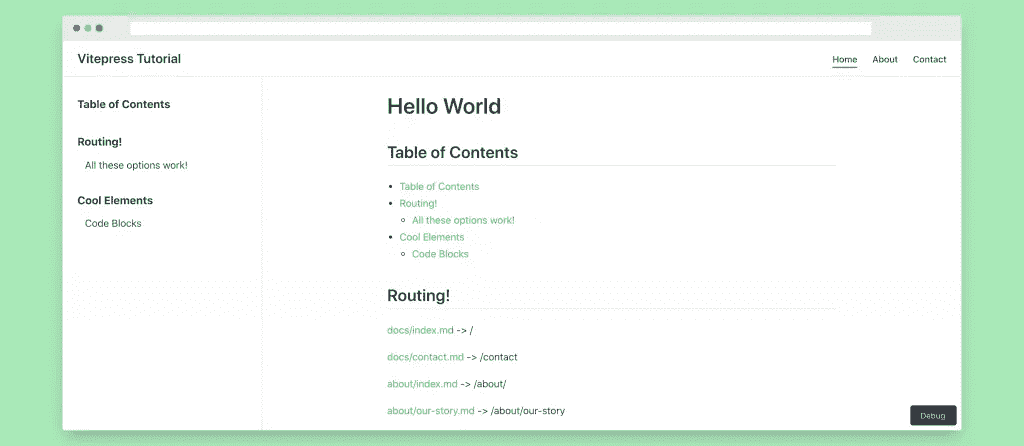 Vitepress Tutorial
Home About Contact
Table of Contents
Routing!
All these options work!
Cool Elements
Code Blocks
Hello World
Table of Contents
Table of Contents
Routing!
All these options work!
Cool Elements
Code Blocks
Routing!
docs/index.md -> /
docs/contact.md -> /contact
about/index.md -> /about/
about/our-story.md -> /about/our-story
Debug